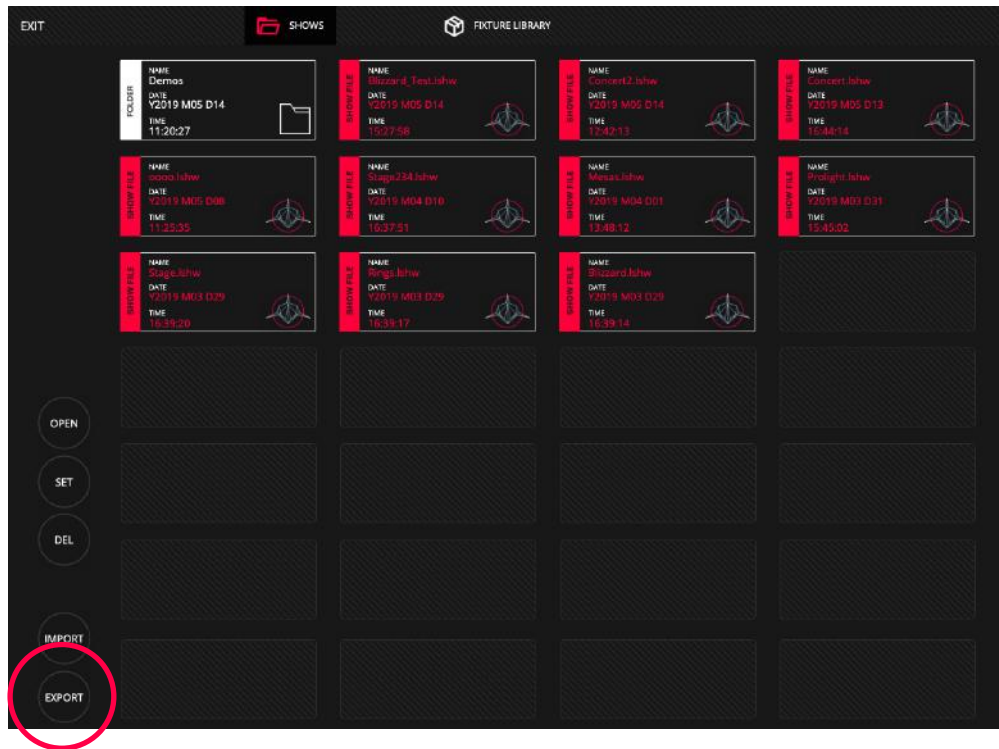 EXIT
SHOWS
FIXTURE LIBRARY
FOLDER
NAME
Demos
DATE
Y2019 M05 D14
TIME
11:20:27
SHOW FILE
NAME
Blizzard_Test.lshw
DATE
Y2019 M05 D14
TIME
15:27:58
SHOW FILE
NAME
Concert2.lshw
DATE
Y2019 M05 D14
TIME
12:42:13
SHOW FILE
NAME
Concert.lshw
DATE
Y2019 M05 D13
TIME
16:44:14
SHOW FILE
NAME
oooo.lshw
DATE
Y2019 M05 D08
TIME
11:25:35
SHOW FILE
NAME
Stage234.lshw
DATE
Y2019 M04 D10
TIME
16:37:51
SHOW FILE
NAME
Mesas.lshw
DATE
Y2019 M04 D01
TIME
13:48:12
SHOW FILE
NAME
Prolight.lshw
DATE
Y2019 M03 D31
TIME
15:45:02
SHOW FILE
NAME
Stage.lshw
DATE
Y2019 M03 D29
TIME
16:39:20
SHOW FILE
NAME
Rings.lshw
DATE
Y2019 M03 D29
TIME
16:39:17
SHOW FILE
NAME
Blizzard.lshw
DATE
Y2019 M03 D29
TIME
16:39:14
OPEN
SET
DEL
IMPORT
EXPORT